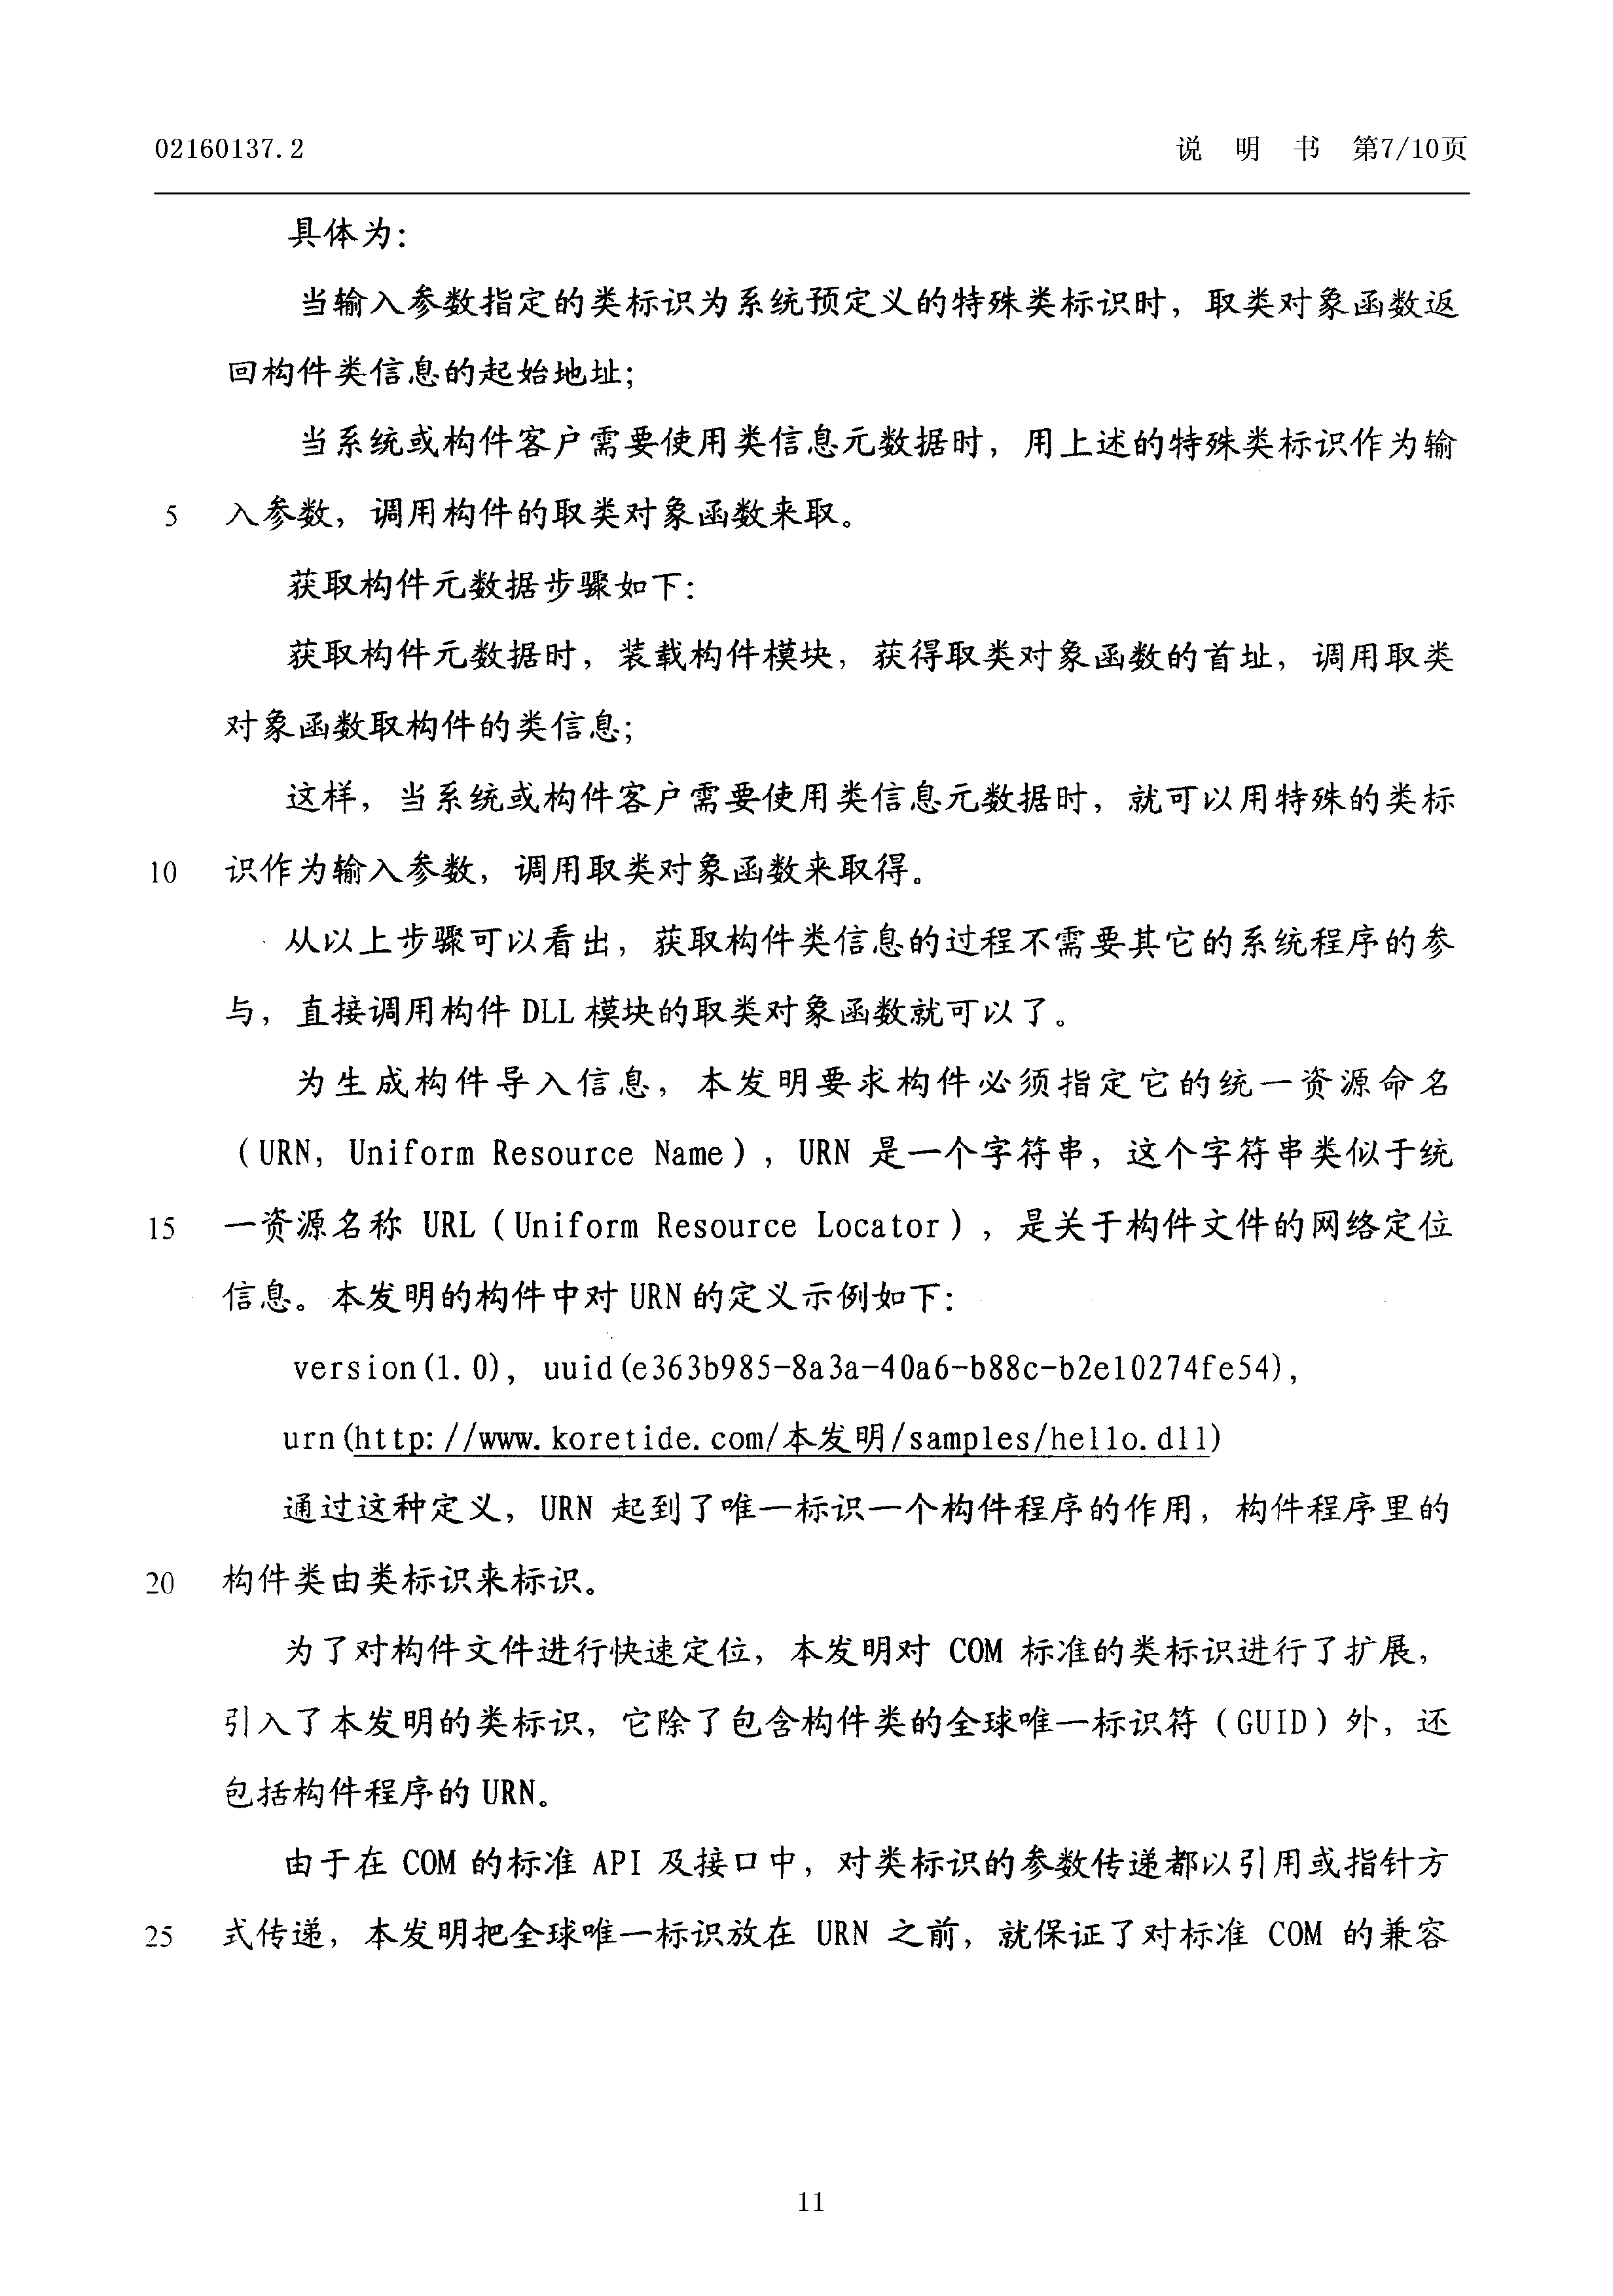 02160137.2 说 明 书 第7/10页
具体为:
当输入参数指定的类标识为系统预定义的特殊类标识时，取类对象函数返
回构件类信息的起始地址;
当系统或构件客户需要使用类信息元数据时，用上述的特殊类标识作为输
5 入参数，调用构件的取类对象函数来取。
获取构件元数据步骤如下:
获取构件元数据时，装载构件模块，获得取类对象函数的首址，调用取类
对象函数取构件的类信息;
这样，当系统或构件客户需要使用类信息元数据时，就可以用特殊的类标
10 识作为输入参数，调用取类对象函数来取得。
从以上步骤可以看出，获取构件类信息的过程不需要其它的系统程序的参
与，直接调用构件 DLL 模块的取类对象函数就可以了。
为生成构件导入信息，本发明要求构件必须指定它的统一资源命名
（URN, Uniform Resource Name），URN 是一个字符串，这个字符串类似于统
15 一资源名称 URL（Uniform Resource Locator），是关于构件文件的网络定位
信息。本发明的构件中对 URN 的定义示例如下:
version(1.0), uuid(e363b985-8a3a-40a6-b88c-b2e10274fe54),
urn(http://www.koretide.com/本发明/samples/hello.dll)
通过这种定义，URN 起到了唯一标识一个构件程序的作用，构件程序里的
20 构件类由类标识来标识。
为了对构件文件进行快速定位，本发明对 COM 标准的类标识进行了扩展，
引入了本发明的类标识，它除了包含构件类的全球唯一标识符（GUID）外，还
包括构件程序的 URN。
由于在 COM 的标准 API 及接口中，对类标识的参数传递都以引用或指针方
25 式传递，本发明把全球唯一标识放在 URN 之前，就保证了对标准 COM 的兼容
11